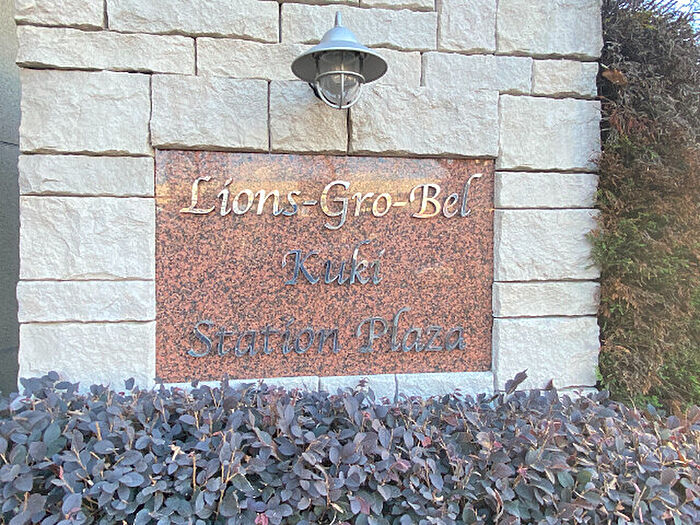 Lions-Gro-Bel
Kuki
Station Plaza